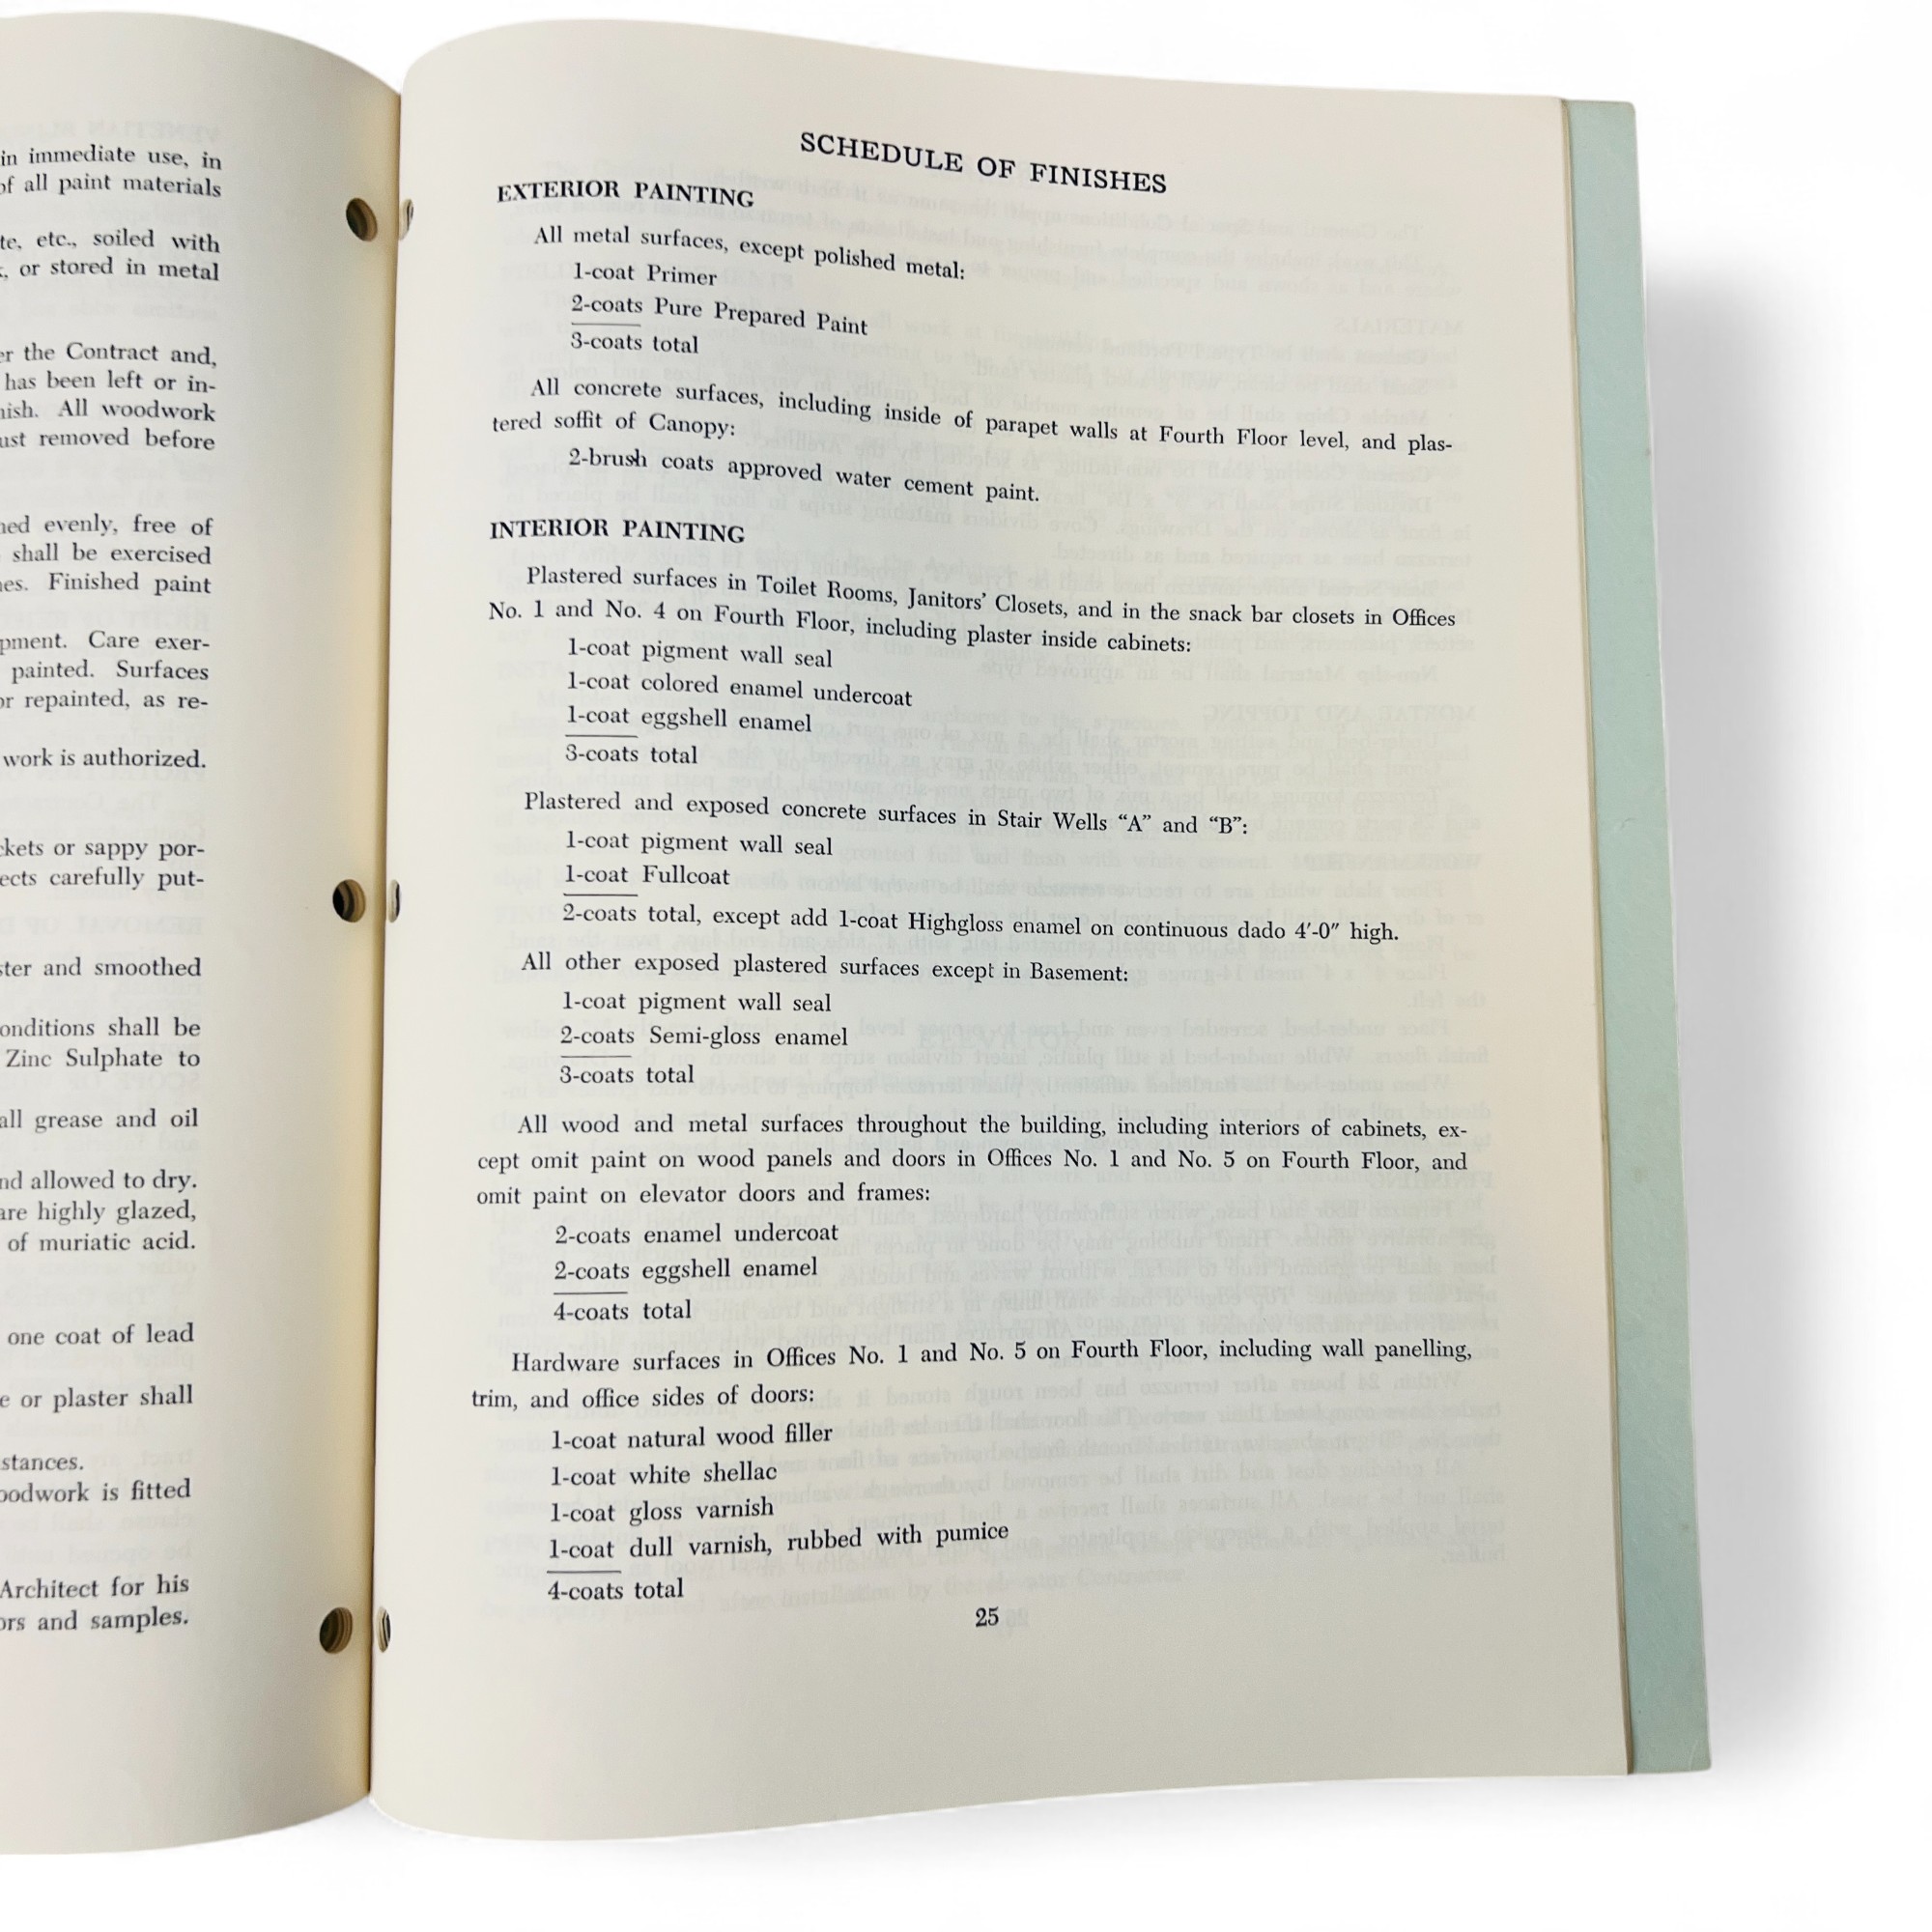 in immediate use, in
of all paint materials
te, etc., soiled with
, or stored in metal
er the Contract and,
has been left or in-
ish. All woodwork
ust removed before
ned evenly, free of
shall be exercised
es. Finished paint
pment. Care exer-
painted. Surfaces
or repainted, as re-
work is authorized.
ckets or sappy por-
ects carefully put-
ster and smoothed
onditions shall be
Zinc Sulphate to
all grease and oil
nd allowed to dry.
are highly glazed,
of muriatic acid.
one coat of lead
e or plaster shall
stances.
oodwork is fitted
Architect for his
ors and samples.
SCHEDULE OF FINISHES
EXTERIOR PAINTING
All metal surfaces, except polished metal:
1-coat Primer
2-coats Pure Prepared Paint
3-coats total
All concrete surfaces, including inside of parapet walls at Fourth Floor level, and plas-
tered soffit of Canopy:
2-brush coats approved water cement paint.
INTERIOR PAINTING
Plastered surfaces in Toilet Rooms, Janitors' Closets, and in the snack bar closets in Offices
No. 1 and No. 4 on Fourth Floor, including plaster inside cabinets:
1-coat pigment wall seal
1-coat colored enamel undercoat
1-coat eggshell enamel
3-coats total
Plastered and exposed concrete surfaces in Stair Wells “A” and “B”:
1-coat pigment wall seal
1-coat Fullcoat
2-coats total, except add 1-coat Highgloss enamel on continuous dado 4′-0″ high.
All other exposed plastered surfaces except in Basement:
1-coat pigment wall seal
2-coats Semi-gloss enamel
3-coats total
All wood and metal surfaces throughout the building, including interiors of cabinets, ex-
cept omit paint on wood panels and doors in Offices No. 1 and No. 5 on Fourth Floor, and
omit paint on elevator doors and frames:
2-coats enamel undercoat
2-coats eggshell enamel
4-coats total
Hardware surfaces in Offices No. 1 and No. 5 on Fourth Floor, including wall panelling,
trim, and office sides of doors:
1-coat natural wood filler
1-coat white shellac
1-coat gloss varnish
1-coat dull varnish, rubbed with pumice
4-coats total
25